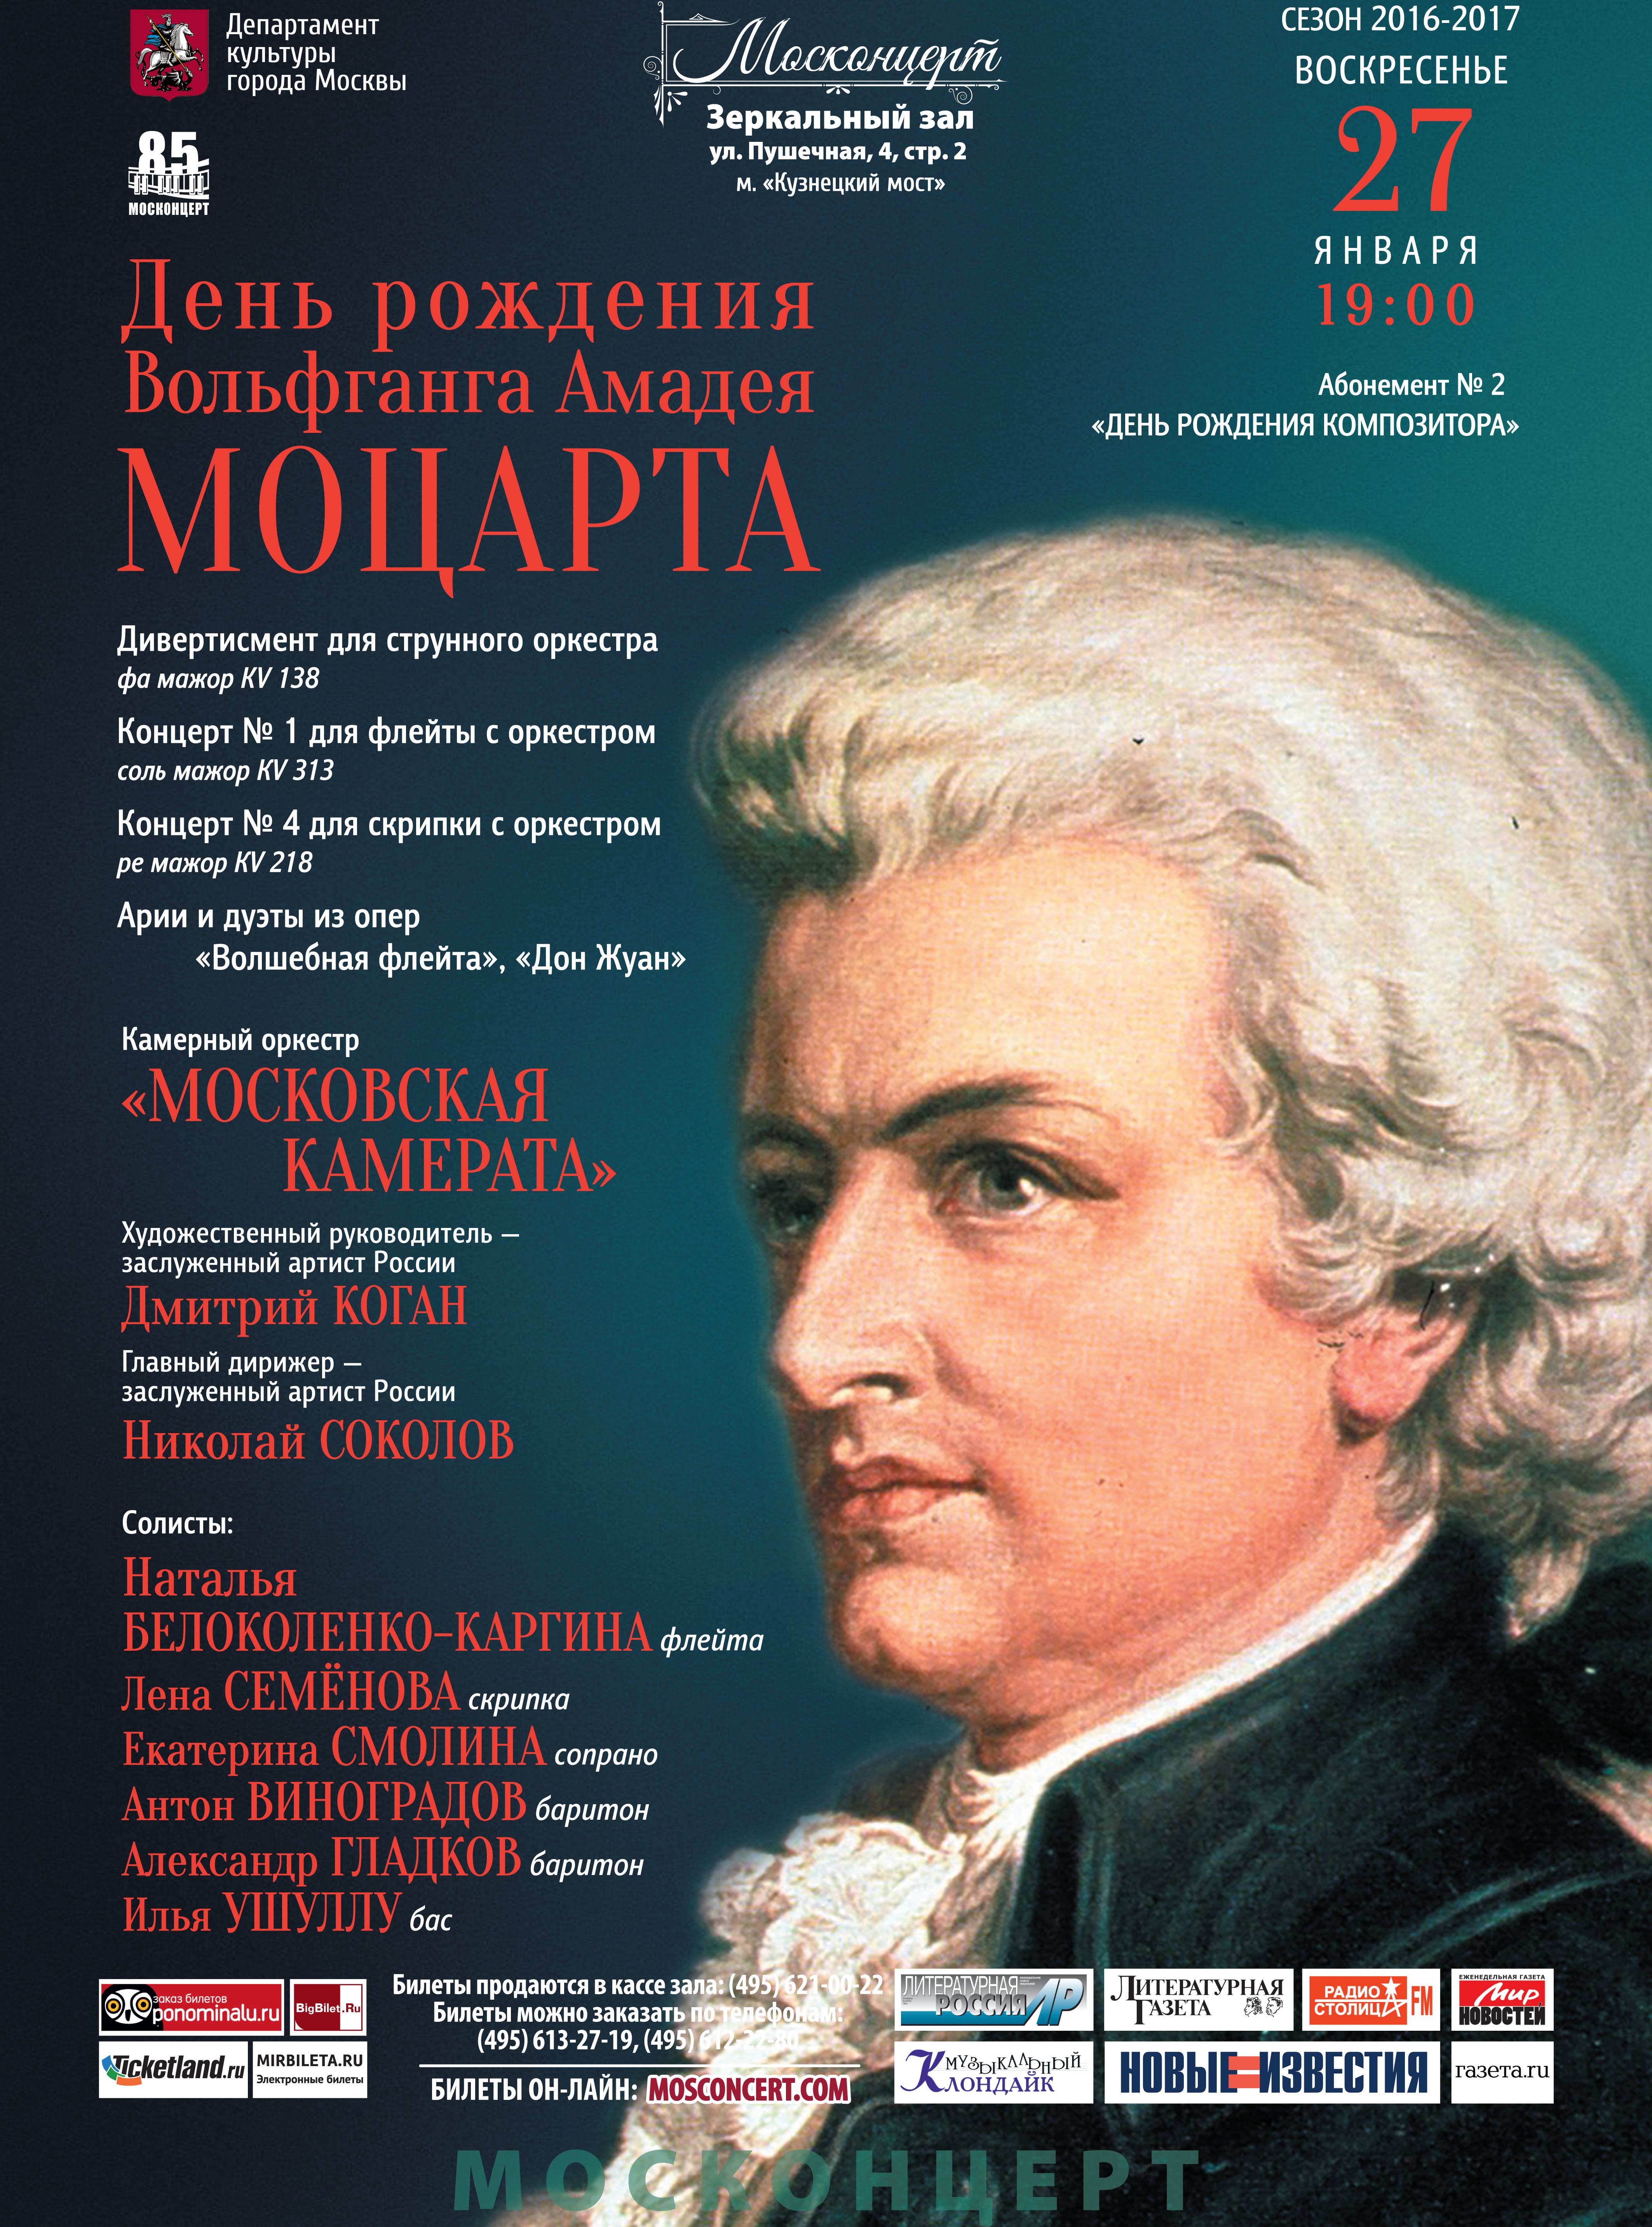 Департамент
культуры
города Москвы
85
МОСКОНЦЕРТ
Москонцерт
Зеркальный зал
ул. Пушечная, 4, стр. 2
м. «Кузнецкий мост»
СЕЗОН 2016-2017
ВОСКРЕСЕНЬЕ
27
ЯНВАРЯ
19:00
Абонемент № 2
«ДЕНЬ РОЖДЕНИЯ КОМПОЗИТОРА»
День рождения
Вольфганга Амадея
МОЦАРТА
Дивертисмент для струнного оркестра
фа мажор KV 138
Концерт № 1 для флейты с оркестром
соль мажор KV 313
Концерт № 4 для скрипки с оркестром
ре мажор KV 218
Арии и дуэты из опер
«Волшебная флейта», «Дон Жуан»
Камерный оркестр
«МОСКОВСКАЯ
КАМЕРАТА»
Художественный руководитель —
заслуженный артист России
Дмитрий КОГАН
Главный дирижер —
заслуженный артист России
Николай СОКОЛОВ
Солисты:
Наталья
БЕЛОКОЛЕНКО-КАРГИНА флейта
Лена СЕМЁНОВА скрипка
Екатерина СМОЛИНА сопрано
Антон ВИНОГРАДОВ баритон
Александр ГЛАДКОВ баритон
Илья УШУЛЛУ бас
заказ билетов
ponominalu.ru
BigBilet.Ru
Ticketland.ru
MIRBILETA.RU
Электронные билеты
Билеты продаются в кассе зала: (495) 621-00-22
Билеты можно заказать по телефонам:
(495) 613-27-19, (495) 612-22-80
БИЛЕТЫ ОН-ЛАЙН: MOSCONCERT.COM
ЛИТЕРАТУРНАЯ
РОССИЯ ЛР
ЛИТЕРАТУРНАЯ
ГАЗЕТА
РАДИО
СТОЛИЦА FM
ЕЖЕНЕДЕЛЬНАЯ ГАЗЕТА
Мир
НОВОСТЕЙ
МУЗЫКАЛЬНЫЙ
КЛОНДАЙК
НОВЫЕ ИЗВЕСТИЯ
газета.ru
МОСКОНЦЕРТ